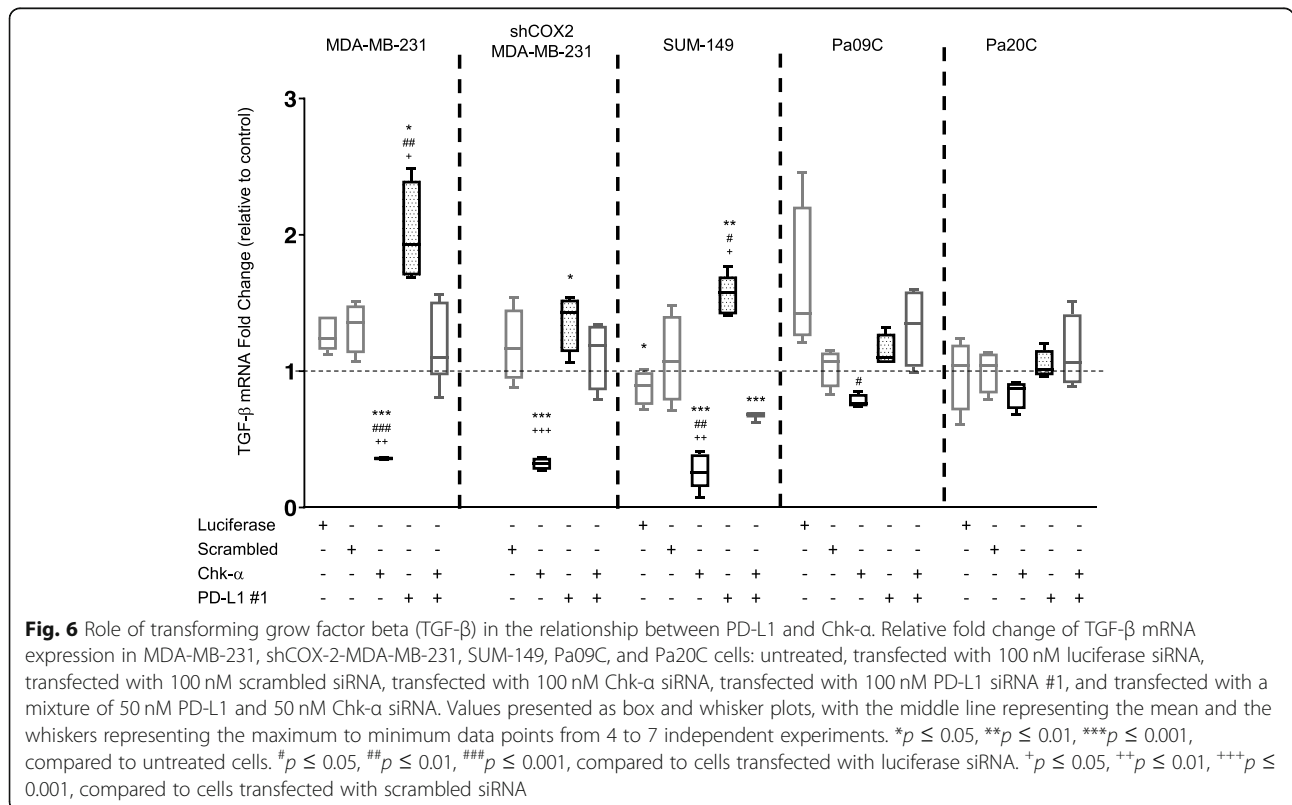 MDA-MB-231
shCOX2
MDA-MB-231
SUM-149
Pa09C
Pa20C
TGF-β mRNA Fold Change (relative to control)
3
2
1
0
*
##
+
***
###
++
***
+++
*
*
***
##
++
**
#
+
***
#
Luciferase + - - - - - - - - + - - - - + - - - - + - - - -
Scrambled - + - - - + - - - - + - - - - + - - - - + - - -
Chk-α - - + - + - + - + - - + - + - - + - + - - + - +
PD-L1 #1 - - - + + - - + + - - - + + - - - + + - - - + +
Fig. 6 Role of transforming grow factor beta (TGF-β) in the relationship between PD-L1 and Chk-α. Relative fold change of TGF-β mRNA
expression in MDA-MB-231, shCOX-2-MDA-MB-231, SUM-149, Pa09C, and Pa20C cells: untreated, transfected with 100 nM luciferase siRNA,
transfected with 100 nM scrambled siRNA, transfected with 100 nM Chk-α siRNA, transfected with 100 nM PD-L1 siRNA #1, and transfected with a
mixture of 50 nM PD-L1 and 50 nM Chk-α siRNA. Values presented as box and whisker plots, with the middle line representing the mean and the
whiskers representing the maximum to minimum data points from 4 to 7 independent experiments. *p ≤ 0.05, **p ≤ 0.01, ***p ≤ 0.001,
compared to untreated cells. #p ≤ 0.05, ##p ≤ 0.01, ###p ≤ 0.001, compared to cells transfected with luciferase siRNA. +p ≤ 0.05, ++p ≤ 0.01, +++p ≤
0.001, compared to cells transfected with scrambled siRNA